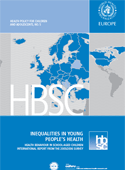 HEALTH POLICY FOR CHILDREN
AND ADOLESCENTS, NO. 5
EUROPE
HBSC
INEQUALITIES IN YOUNG
PEOPLE'S HEALTH
HEALTH BEHAVIOUR IN SCHOOL-AGED CHILDREN
INTERNATIONAL REPORT FROM THE 2005/2006 SURVEY